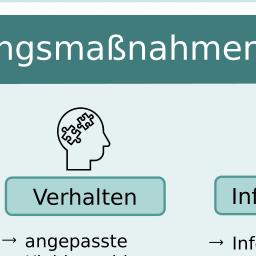 ngsmaßnahmen
Verhalten
Inf
→ angepasste
→ Inf